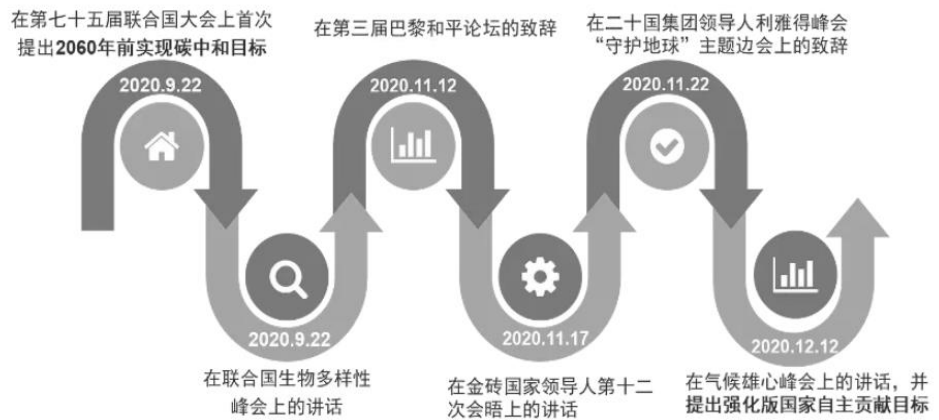 在第七十五届联合国大会上首次
提出2060年前实现碳中和目标
2020.9.22
在联合国生物多样性
峰会上的讲话
2020.9.22
在第三届巴黎和平论坛的致辞
2020.11.12
在金砖国家领导人第十二
次会晤上的讲话
2020.11.17
在二十国集团领导人利雅得峰会
“守护地球”主题边会上的致辞
2020.11.22
在气候雄心峰会上的讲话，并
提出强化版国家自主贡献目标
2020.12.12